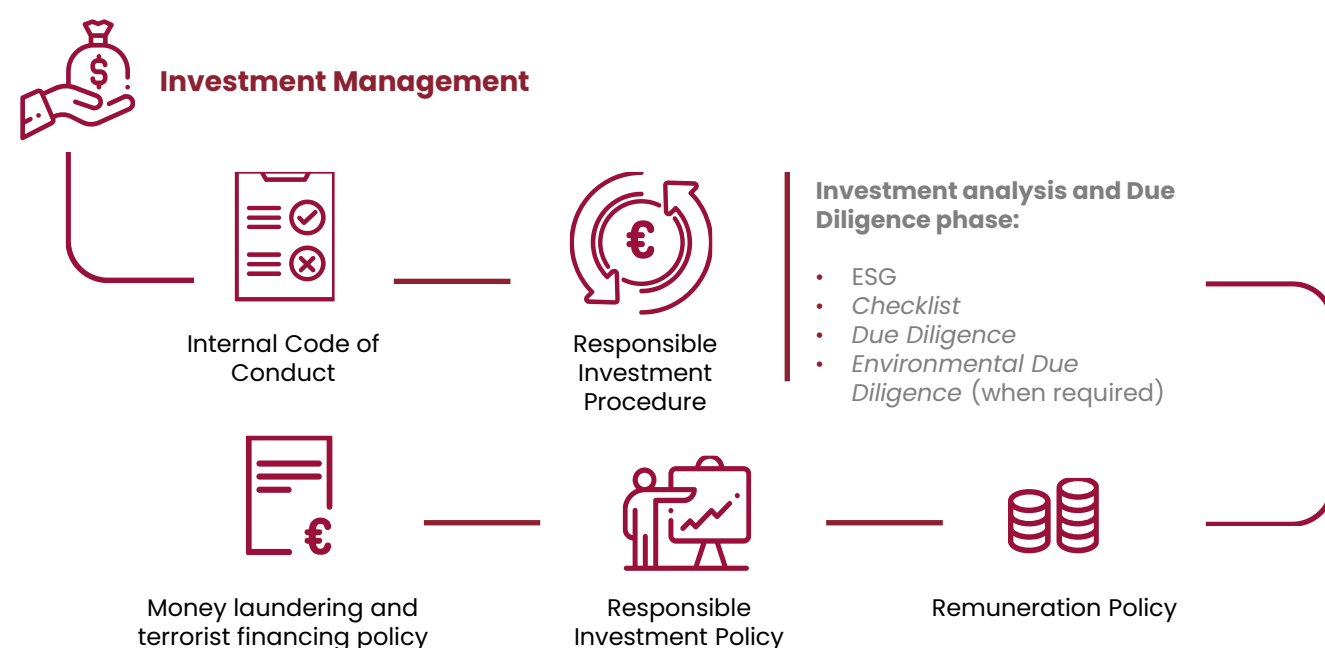 Investment Management
Internal Code of
Conduct
Responsible
Investment
Procedure
Investment analysis and Due
Diligence phase:
• ESG
• Checklist
• Due Diligence
• Environmental Due
Diligence (when required)
Money laundering and
terrorist financing policy
Responsible
Investment Policy
Remuneration Policy